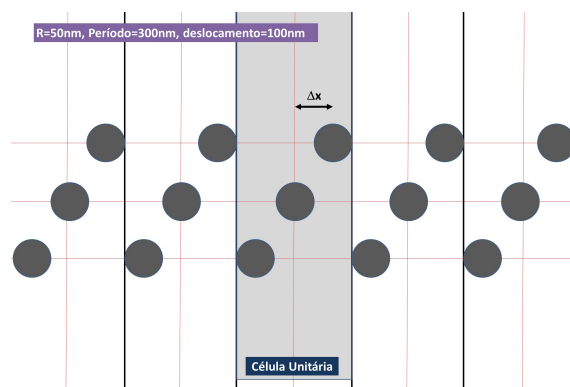 R=50nm, Período=300nm, deslocamento=100nm
Δx
Célula Unitária